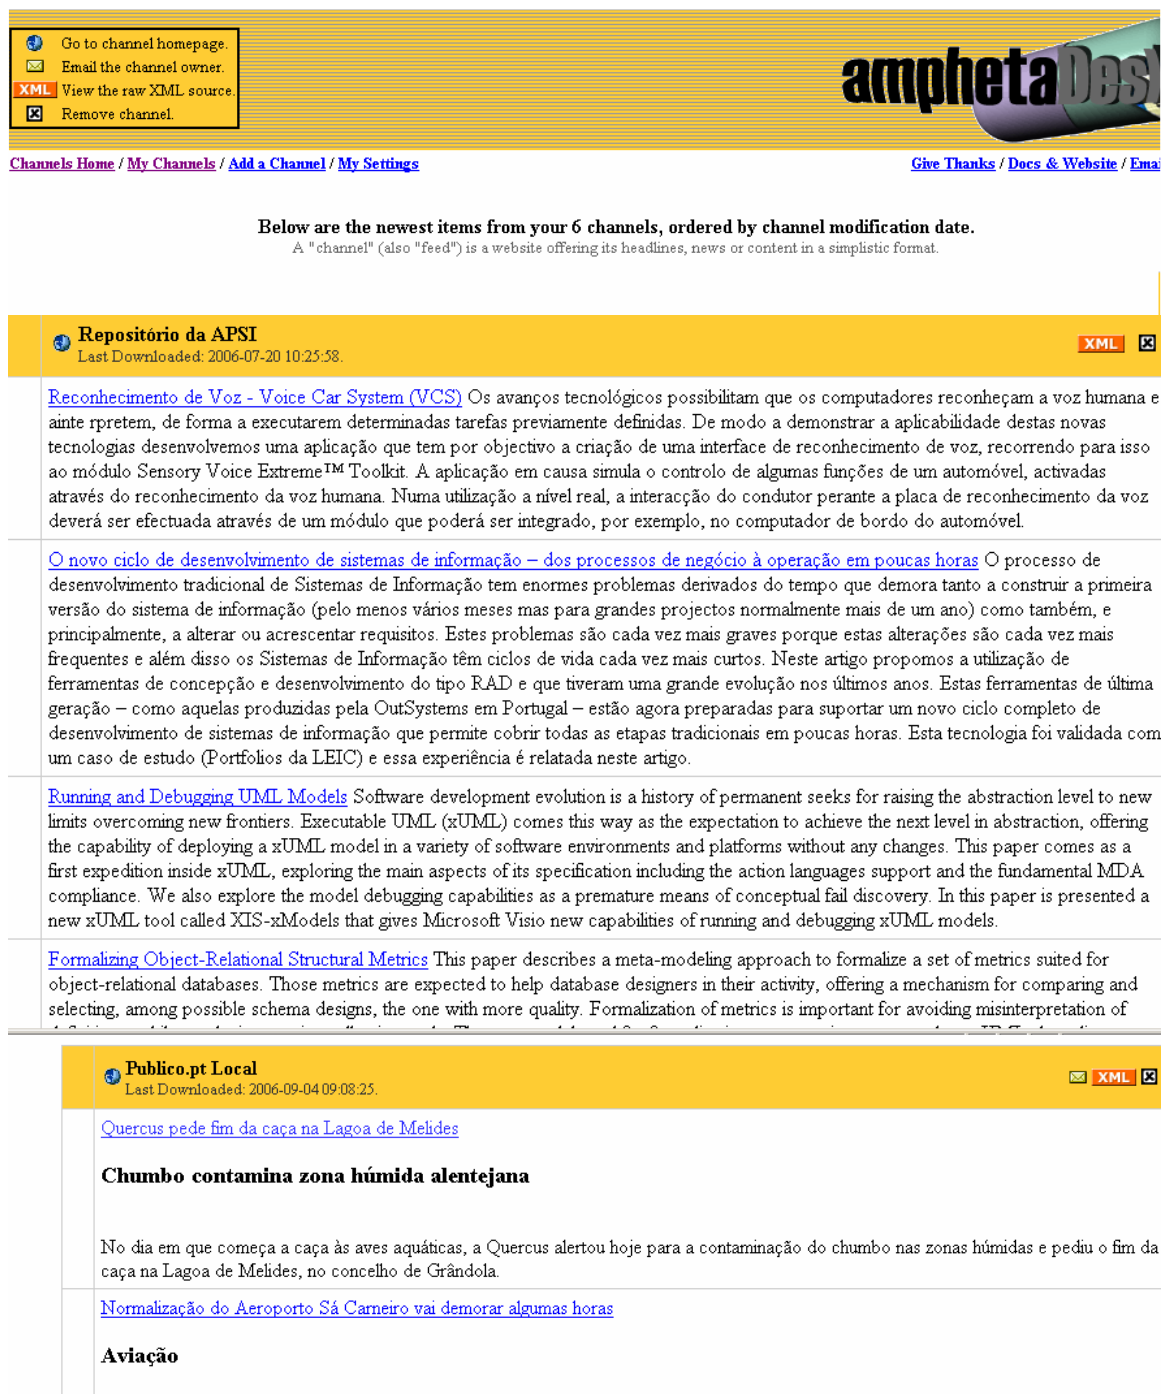 Go to channel homepage.
Email the channel owner.
XML View the raw XML source.
Remove channel.
amphetaDes
Channels Home / My Channels / Add a Channel / My Settings
Give Thanks / Docs & Website / Emai
Below are the newest items from your 6 channels, ordered by channel modification date.
A "channel" (also "feed") is a website offering its headlines, news or content in a simplistic format.
Repositório da APSI
Last Downloaded: 2006-07-20 10:25:58.
XML
Reconhecimento de Voz - Voice Car System (VCS) Os avanços tecnológicos possibilitam que os computadores reconheçam a voz humana e
ainte rpretem, de forma a executarem determinadas tarefas previamente definidas. De modo a demonstrar a aplicabilidade destas novas
tecnologias desenvolvemos uma aplicação que tem por objectivo a criação de uma interface de reconhecimento de voz, recorrendo para isso
ao módulo Sensory Voice Extreme™ Toolkit. A aplicação em causa simula o controlo de algumas funções de um automóvel, activadas
através do reconhecimento da voz humana. Numa utilização a nível real, a interacção do condutor perante a placa de reconhecimento da voz
deverá ser efectuada através de um módulo que poderá ser integrado, por exemplo, no computador de bordo do automóvel.
O novo ciclo de desenvolvimento de sistemas de informação – dos processos de negócio à operação em poucas horas O processo de
desenvolvimento tradicional de Sistemas de Informação tem enormes problemas derivados do tempo que demora tanto a construir a primeira
versão do sistema de informação (pelo menos vários meses mas para grandes projectos normalmente mais de um ano) como também, e
principalmente, a alterar ou acrescentar requisitos. Estes problemas são cada vez mais graves porque estas alterações são cada vez mais
frequentes e além disso os Sistemas de Informação têm ciclos de vida cada vez mais curtos. Neste artigo propomos a utilização de
ferramentas de concepção e desenvolvimento do tipo RAD e que tiveram uma grande evolução nos últimos anos. Estas ferramentas de última
geração – como aquelas produzidas pela OutSystems em Portugal – estão agora preparadas para suportar um novo ciclo completo de
desenvolvimento de sistemas de informação que permite cobrir todas as etapas tradicionais em poucas horas. Esta tecnologia foi validada com
um caso de estudo (Portfolios da LEIC) e essa experiência é relatada neste artigo.
Running and Debugging UML Models Software development evolution is a history of permanent seeks for raising the abstraction level to new
limits overcoming new frontiers. Executable UML (xUML) comes this way as the expectation to achieve the next level in abstraction, offering
the capability of deploying a xUML model in a variety of software environments and platforms without any changes. This paper comes as a
first expedition inside xUML, exploring the main aspects of its specification including the action languages support and the fundamental MDA
compliance. We also explore the model debugging capabilities as a premature means of conceptual fail discovery. In this paper is presented a
new xUML tool called XIS-xModels that gives Microsoft Visio new capabilities of running and debugging xUML models.
Formalizing Object-Relational Structural Metrics This paper describes a meta-modeling approach to formalize a set of metrics suited for
object-relational databases. Those metrics are expected to help database designers in their activity, offering a mechanism for comparing and
selecting, among possible schema designs, the one with more quality. Formalization of metrics is important for avoiding misinterpretation of
Publico.pt Local
Last Downloaded: 2006-09-04 09:08:25.
XML
Quercus pede fim da caça na Lagoa de Melides
Chumbo contamina zona húmida alentejana
No dia em que começa a caça às aves aquáticas, a Quercus alertou hoje para a contaminação do chumbo nas zonas húmidas e pediu o fim da
caça na Lagoa de Melides, no concelho de Grândola.
Normalização do Aeroporto Sá Carneiro vai demorar algumas horas
Aviação